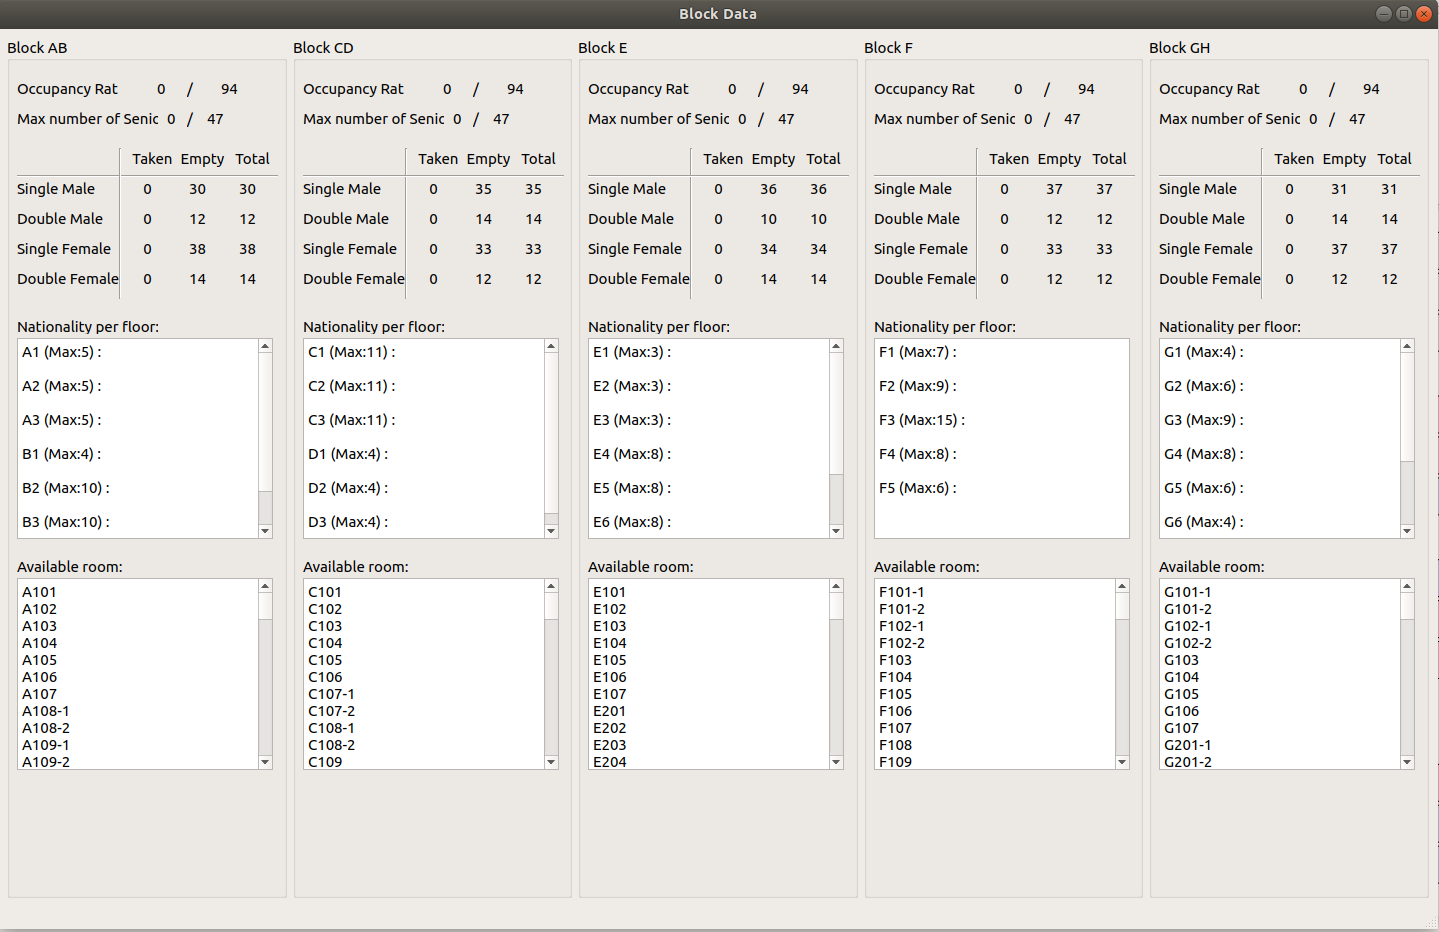 Block Data
Block AB
Occupancy Rat 0 / 94
Max number of Senic 0 / 47
Taken Empty Total
Single Male 0 30 30
Double Male 0 12 12
Single Female 0 38 38
Double Female 0 14 14
Nationality per floor:
A1 (Max:5) :
A2 (Max:5) :
A3 (Max:5) :
B1 (Max:4) :
B2 (Max:10) :
B3 (Max:10) :
Available room:
A101
A102
A103
A104
A105
A106
A107
A108-1
A108-2
A109-1
A109-2
Block CD
Occupancy Rat 0 / 94
Max number of Senic 0 / 47
Taken Empty Total
Single Male 0 35 35
Double Male 0 14 14
Single Female 0 33 33
Double Female 0 12 12
Nationality per floor:
C1 (Max:11) :
C2 (Max:11) :
C3 (Max:11) :
D1 (Max:4) :
D2 (Max:4) :
D3 (Max:4) :
Available room:
C101
C102
C103
C104
C105
C106
C107-1
C107-2
C108-1
C108-2
C109
Block E
Occupancy Rat 0 / 94
Max number of Senic 0 / 47
Taken Empty Total
Single Male 0 36 36
Double Male 0 10 10
Single Female 0 34 34
Double Female 0 14 14
Nationality per floor:
E1 (Max:3) :
E2 (Max:3) :
E3 (Max:3) :
E4 (Max:8) :
E5 (Max:8) :
E6 (Max:8) :
Available room:
E101
E102
E103
E104
E105
E106
E107
E201
E202
E203
E204
Block F
Occupancy Rat 0 / 94
Max number of Senic 0 / 47
Taken Empty Total
Single Male 0 37 37
Double Male 0 12 12
Single Female 0 33 33
Double Female 0 12 12
Nationality per floor:
F1 (Max:7) :
F2 (Max:9) :
F3 (Max:15) :
F4 (Max:8) :
F5 (Max:6) :
Available room:
F101-1
F101-2
F102-1
F102-2
F103
F104
F105
F106
F107
F108
F109
Block GH
Occupancy Rat 0 / 94
Max number of Senic 0 / 47
Taken Empty Total
Single Male 0 31 31
Double Male 0 14 14
Single Female 0 37 37
Double Female 0 12 12
Nationality per floor:
G1 (Max:4) :
G2 (Max:6) :
G3 (Max:9) :
G4 (Max:8) :
G5 (Max:6) :
G6 (Max:4) :
Available room:
G101-1
G101-2
G102-1
G102-2
G103
G104
G105
G106
G107
G201-1
G201-2